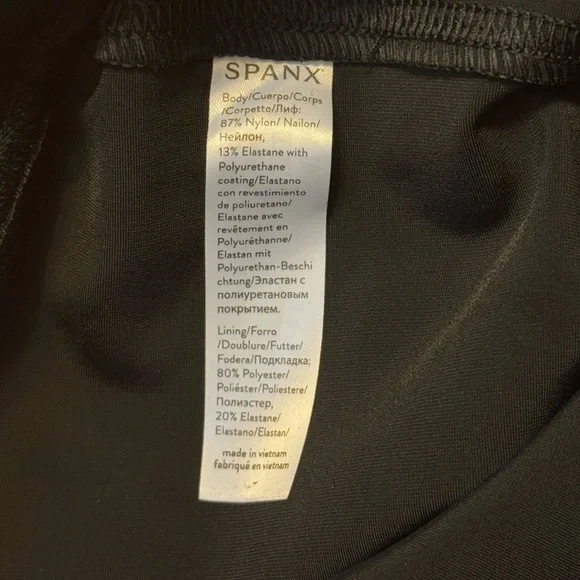 SPANX
Body/Cuerpo/Corps
/Corpetto/Лиф:
87% Nylon/ Nailon/
Нейлон,
13% Elastane with
Polyurethane
coating/Elastano
con revestimiento
de poliuretano/
Elastane avec
revêtement en
Polyuréthanne/
Elastan mit
Polyurethan-Beschi
chtung/Эластан с
полиуретановым
покрытием.
Lining/Forro
/Doublure/Futter/
Fodera/Подкладка:
80% Polyester/
Poliéster/Poliestere/
Полиэстер,
20% Elastane/
Elastano/Elastan/
made in vietnam
fabriqué en vietnam